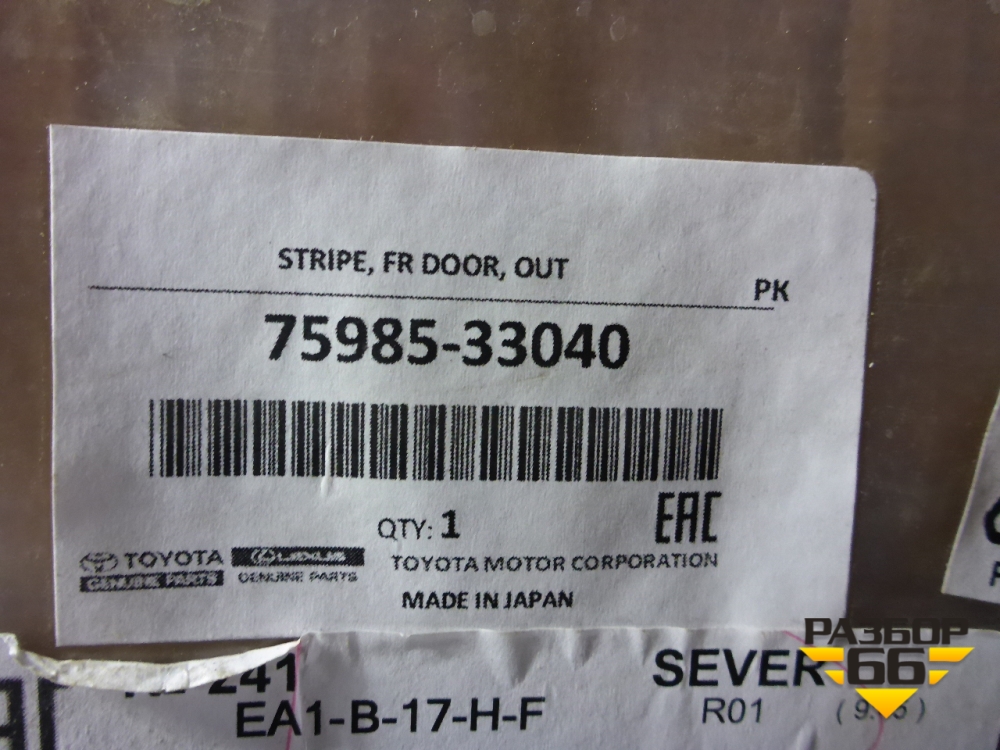 STRIPE, FR DOOR, OUT
PK
75985-33040
QTY: 1
EAC
TOYOTA
GENUINE PARTS
LEXUS
GENUINE PARTS
TOYOTA MOTOR CORPORATION
MADE IN JAPAN
241
SEVER
EA1-B-17-H-F
R01
РАЗБОР
66